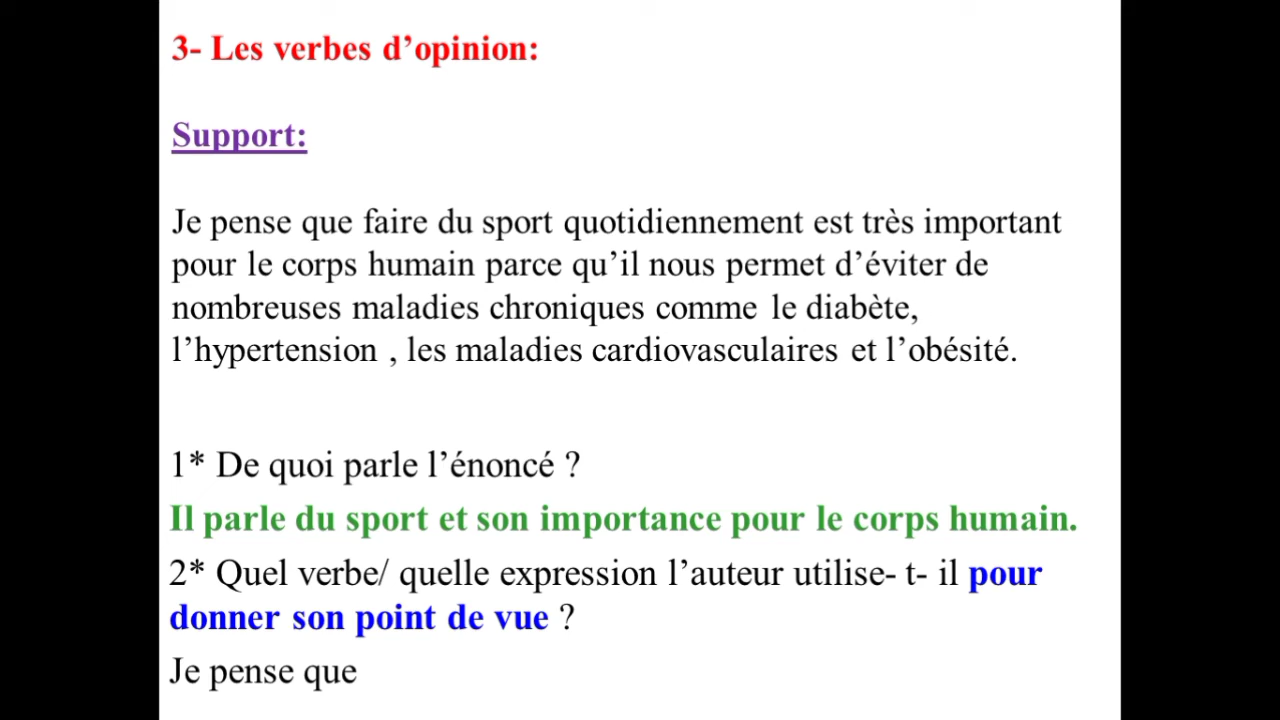 3- Les verbes d’opinion:
Support:
Je pense que faire du sport quotidiennement est très important
pour le corps humain parce qu’il nous permet d’éviter de
nombreuses maladies chroniques comme le diabète,
l’hypertension , les maladies cardiovasculaires et l’obésité.
1* De quoi parle l’énoncé ?
Il parle du sport et son importance pour le corps humain.
2* Quel verbe/ quelle expression l’auteur utilise- t- il pour
donner son point de vue ?
Je pense que